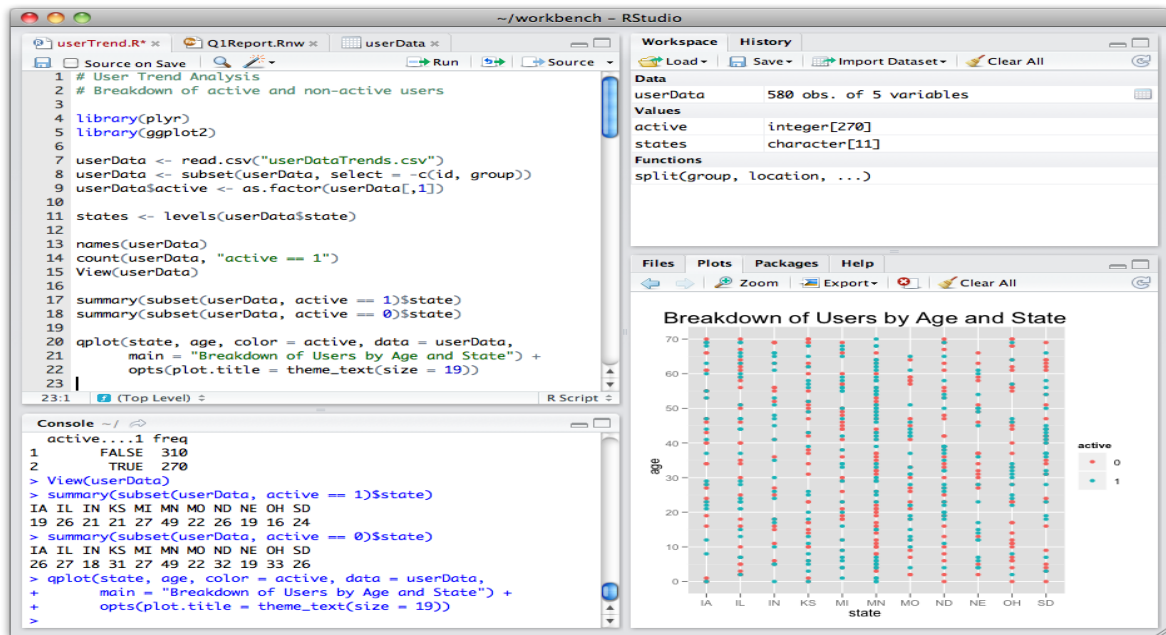 ~/workbench – RStudio
userTrend.R* × Q1Report.Rnw × userData ×
Source on Save Run Source
1 # User Trend Analysis
2 # Breakdown of active and non-active users
3
4 library(plyr)
5 library(ggplot2)
6
7 userData <- read.csv("userDataTrends.csv")
8 userData <- subset(userData, select = -c(id, group))
9 userData$active <- as.factor(userData[,1])
10
11 states <- levels(userData$state)
12
13 names(userData)
14 count(userData, "active == 1")
15 View(userData)
16
17 summary(subset(userData, active == 1)$state)
18 summary(subset(userData, active == 0)$state)
19
20 qplot(state, age, color = active, data = userData,
21 main = "Breakdown of Users by Age and State") +
22 opts(plot.title = theme_text(size = 19))
23
23:1 (Top Level) R Script
Console ~/
active....1 freq
1 FALSE 310
2 TRUE 270
> View(userData)
> summary(subset(userData, active == 1)$state)
IA IL IN KS MI MN MO ND NE OH SD
19 26 21 21 27 49 22 26 19 16 24
> summary(subset(userData, active == 0)$state)
IA IL IN KS MI MN MO ND NE OH SD
26 27 18 31 27 49 22 32 19 33 26
> qplot(state, age, color = active, data = userData,
+ main = "Breakdown of Users by Age and State") +
+ opts(plot.title = theme_text(size = 19))
>
Workspace History
Load Save Import Dataset Clear All
Data
userData 580 obs. of 5 variables
Values
active integer[270]
states character[11]
Functions
split(group, location, ...)
Files Plots Packages Help
Zoom Export Clear All
Breakdown of Users by Age and State
70
60
50
40
30
20
10
0
age
IA IL IN KS MI MN MO ND NE OH SD
state
active
0
1